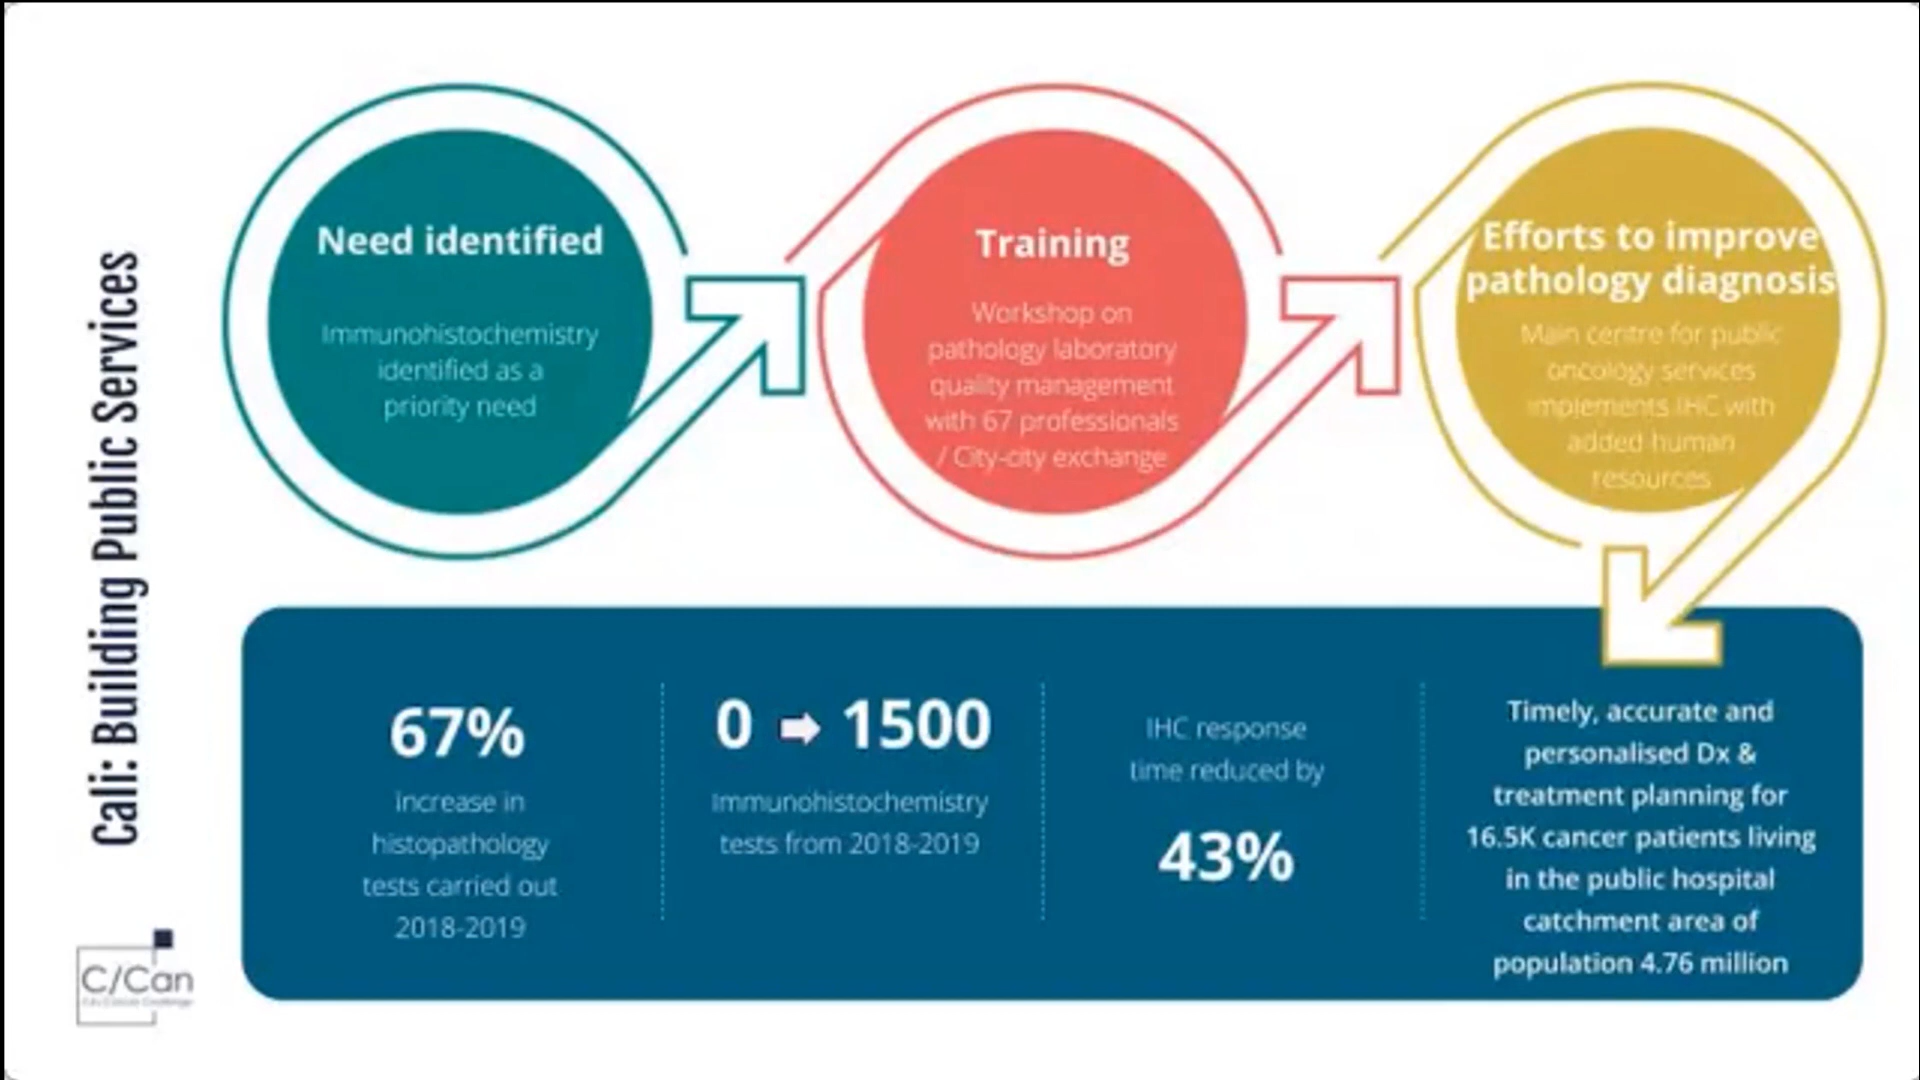 Cali: Building Public Services
Need identified
Immunohistochemistry
identified as a
priority need
Training
Workshop on
pathology laboratory
quality management
with 67 professionals
/ City-city exchange
Efforts to improve
pathology diagnosis
Main centre for public
oncology services
implements IHC with
added human
resources
67%
increase in
histopathology
tests carried out
2018-2019
0 ➡ 1500
Immunohistochemistry
tests from 2018-2019
IHC response
time reduced by
43%
Timely, accurate and
personalised Dx &
treatment planning for
16.5K cancer patients living
in the public hospital
catchment area of
population 4.76 million
C/Can